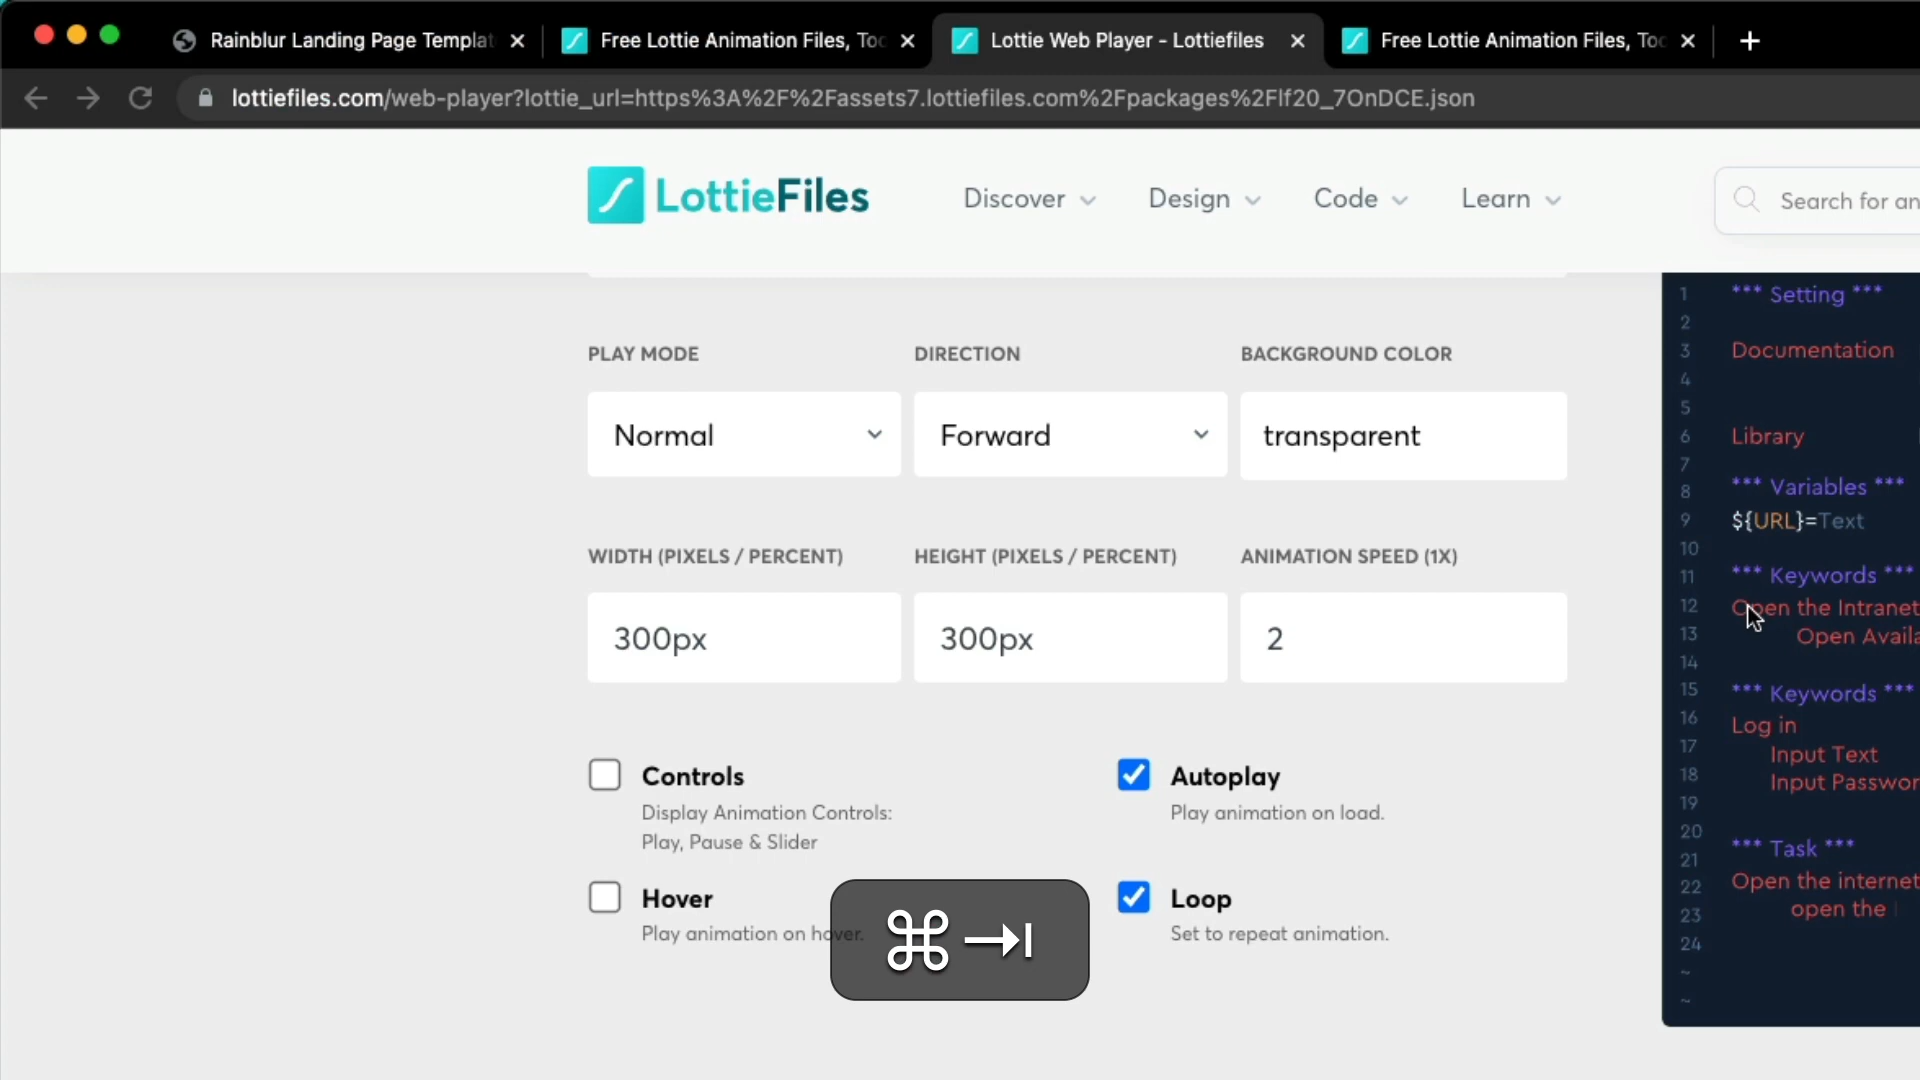 Rainblur Landing Page Templat
Free Lottie Animation Files, Too
Lottie Web Player - Lottiefiles
Free Lottie Animation Files, Too
lottiefiles.com/web-player?lottie_url=https%3A%2F%2Fassets7.lottiefiles.com%2Fpackages%2Flf20_7OnDCE.json
LottieFiles
Discover
Design
Code
Learn
Search for an
PLAY MODE
DIRECTION
BACKGROUND COLOR
Normal
Forward
transparent
WIDTH (PIXELS / PERCENT)
HEIGHT (PIXELS / PERCENT)
ANIMATION SPEED (1X)
300px
300px
2
Controls
Display Animation Controls:
Play, Pause & Slider
Autoplay
Play animation on load.
Hover
Play animation on hover.
Loop
Set to repeat animation.
⌘⇥
1 *** Setting ***
2
3 Documentation
4
5
6 Library
7
8 *** Variables ***
9 ${URL}=Text
10
11 *** Keywords ***
12 Open the Intranet
13 Open Availa
14
15 *** Keywords ***
16 Log in
17 Input Text
18 Input Passwor
19
20 *** Task ***
21
22 Open the internet
23 open the
24
~
~